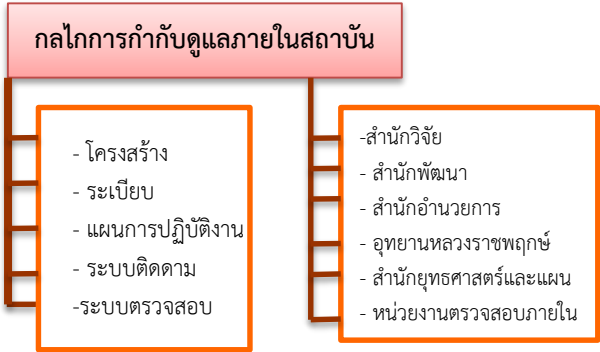 กลไกการกำกับดูแลภายในสถาบัน
- โครงสร้าง
- ระเบียบ
- แผนการปฏิบัติงาน
- ระบบติดดาม
-ระบบตรวจสอบ
-สำนักวิจัย
- สำนักพัฒนา
- สำนักอำนวยการ
- อุทยานหลวงราชพฤกษ์
- สำนักยุทธศาสตร์และแผน
- หน่วยงานตรวจสอบภายใน